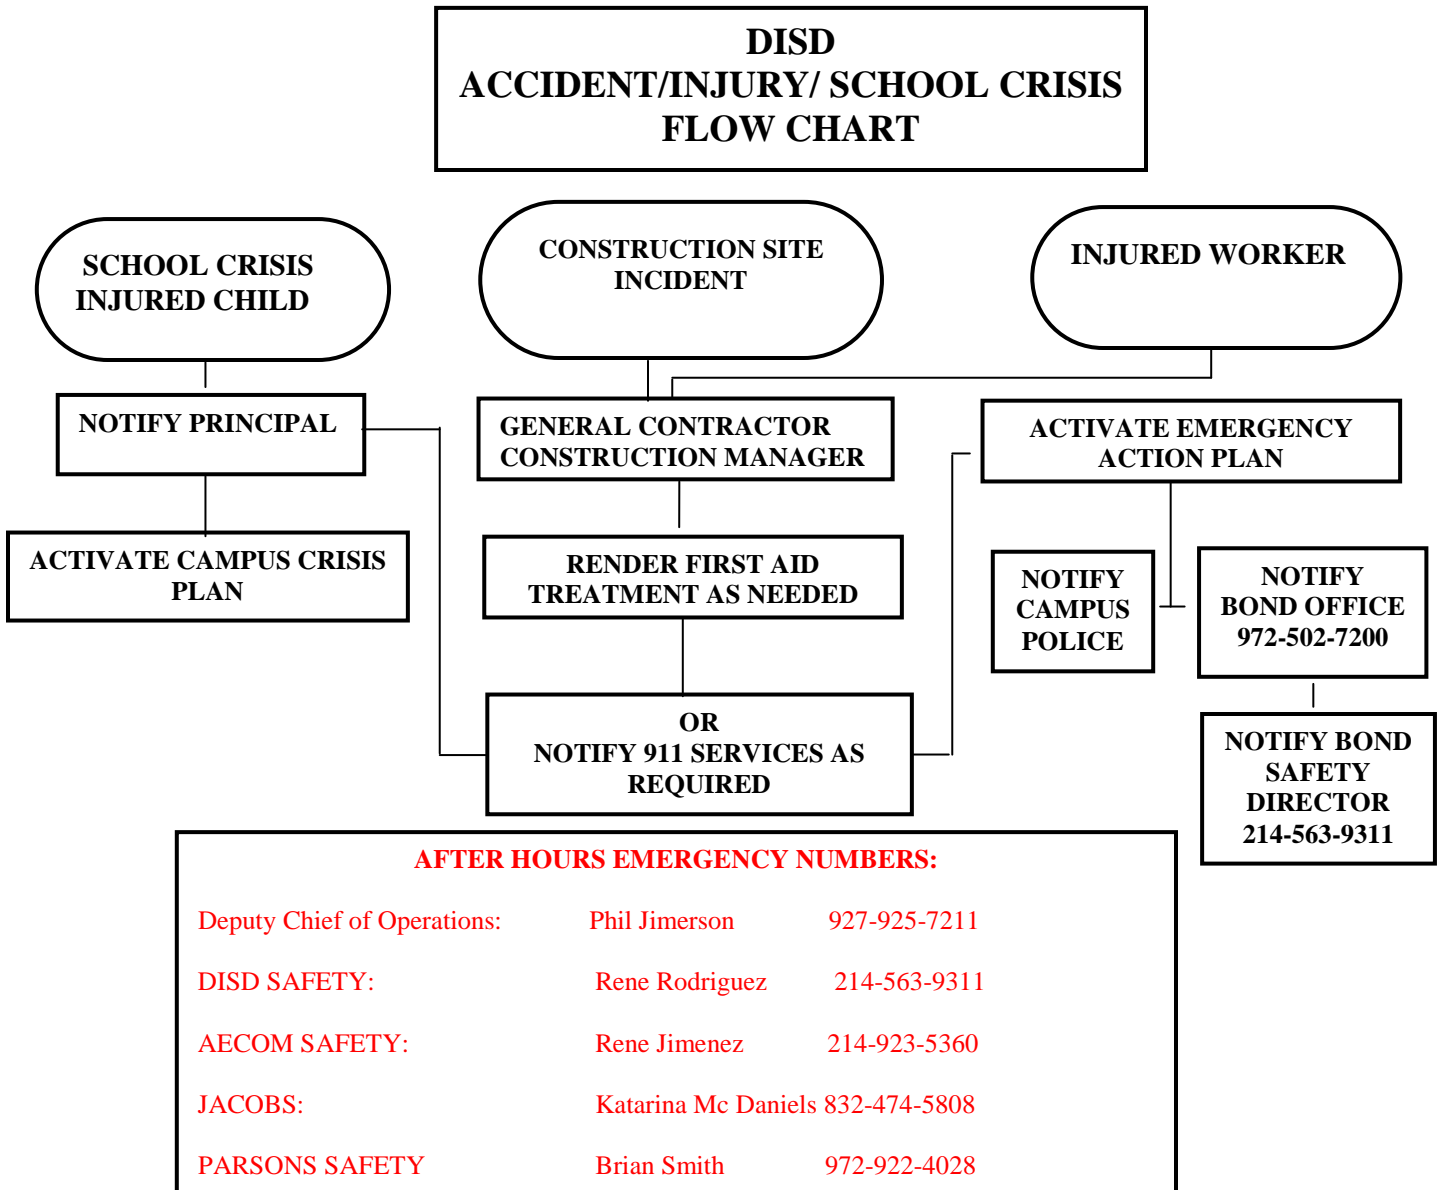 DISD
ACCIDENT/INJURY/ SCHOOL CRISIS
FLOW CHART
SCHOOL CRISIS
INJURED CHILD
CONSTRUCTION SITE
INCIDENT
INJURED WORKER
NOTIFY PRINCIPAL
GENERAL CONTRACTOR
CONSTRUCTION MANAGER
ACTIVATE EMERGENCY
ACTION PLAN
ACTIVATE CAMPUS CRISIS
PLAN
RENDER FIRST AID
TREATMENT AS NEEDED
NOTIFY
CAMPUS
POLICE
NOTIFY
BOND OFFICE
972-502-7200
OR
NOTIFY 911 SERVICES AS
REQUIRED
NOTIFY BOND
SAFETY
DIRECTOR
214-563-9311
AFTER HOURS EMERGENCY NUMBERS:
Deputy Chief of Operations: Phil Jimerson 927-925-7211
DISD SAFETY: Rene Rodriguez 214-563-9311
AECOM SAFETY: Rene Jimenez 214-923-5360
JACOBS: Katarina Mc Daniels 832-474-5808
PARSONS SAFETY Brian Smith 972-922-4028